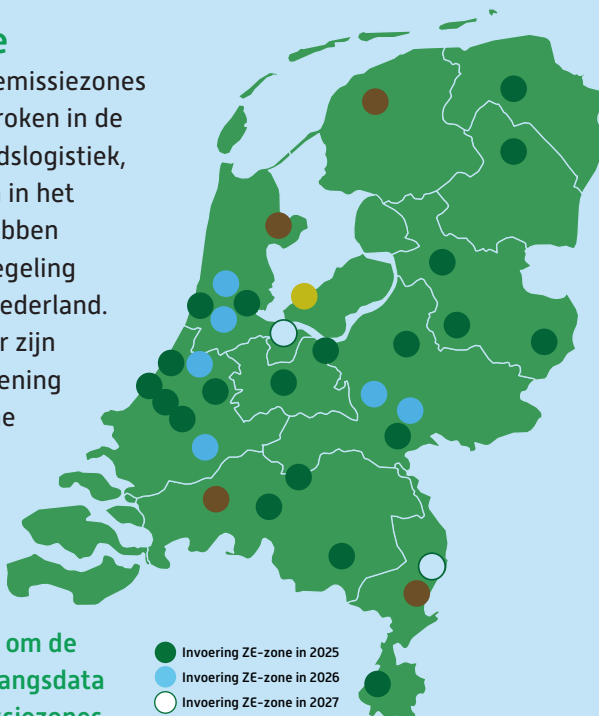 e
emissiezones
roken in de
dslogistiek,
in het
bben
egeling
ederland.
r zijn
ening
e
om de
angsdata
ssiezones
Invoering ZE-zone in 2025
Invoering ZE-zone in 2026
Invoering ZE-zone in 2027